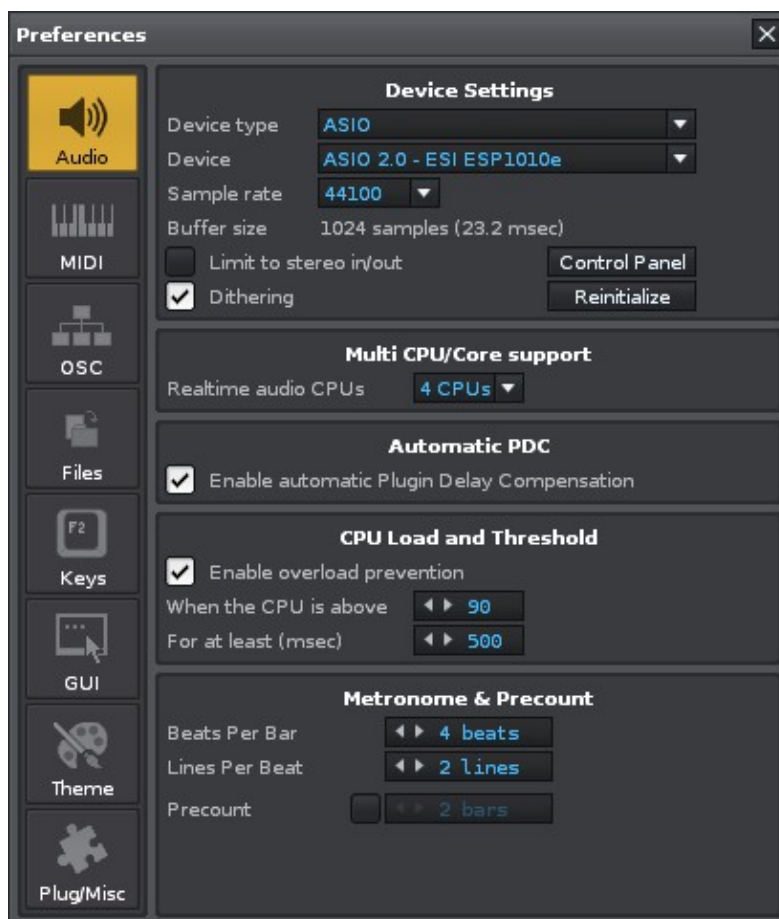 Preferences
Audio
MIDI
OSC
Files
F2
Keys
GUI
Theme
Plug/Misc
Device Settings
Device type ASIO
Device ASIO 2.0 - ESI ESP1010e
Sample rate 44100
Buffer size 1024 samples (23.2 msec)
Limit to stereo in/out Control Panel
Dithering Reinitialize
Multi CPU/Core support
Realtime audio CPUs 4 CPUs
Automatic PDC
Enable automatic Plugin Delay Compensation
CPU Load and Threshold
Enable overload prevention
When the CPU is above 90
For at least (msec) 500
Metronome & Precount
Beats Per Bar 4 beats
Lines Per Beat 2 lines
Precount 2 bars